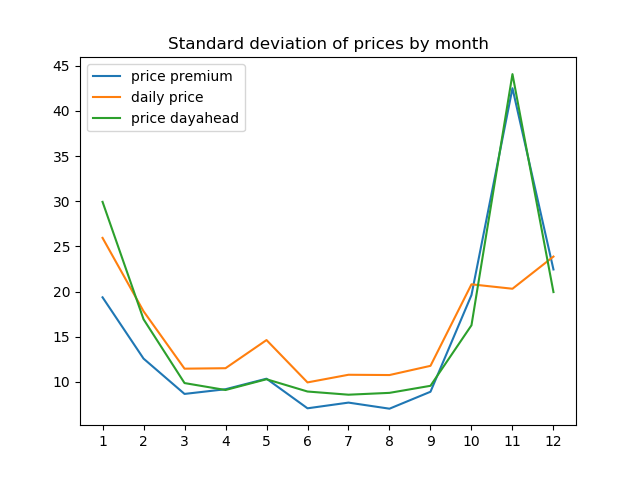 Standard deviation of prices by month
price premium
daily price
price dayahead
45
40
35
30
25
20
15
10
1 2 3 4 5 6 7 8 9 10 11 12